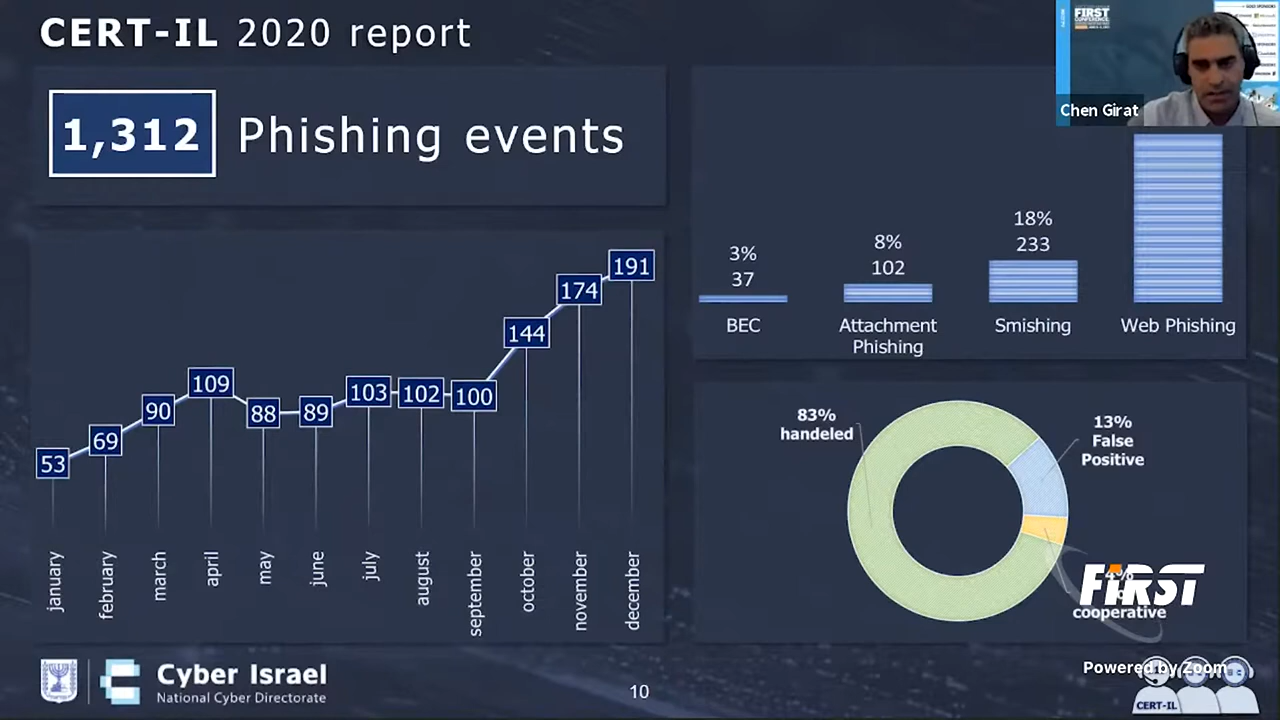 CERT-IL 2020 report
1,312 Phishing events
53
69
90
109
88
89
103
102
100
144
174
191
january
february
march
april
may
june
july
august
september
october
november
december
3%
37
8%
102
18%
233
BEC
Attachment
Phishing
Smishing
Web Phishing
83%
handeled
13%
False
Positive
4%
cooperative
FIRST
CONFERENCE
Chen Girat
FiRST
Cyber Israel
National Cyber Directorate
10
Powered by Zoom
CERT-IL